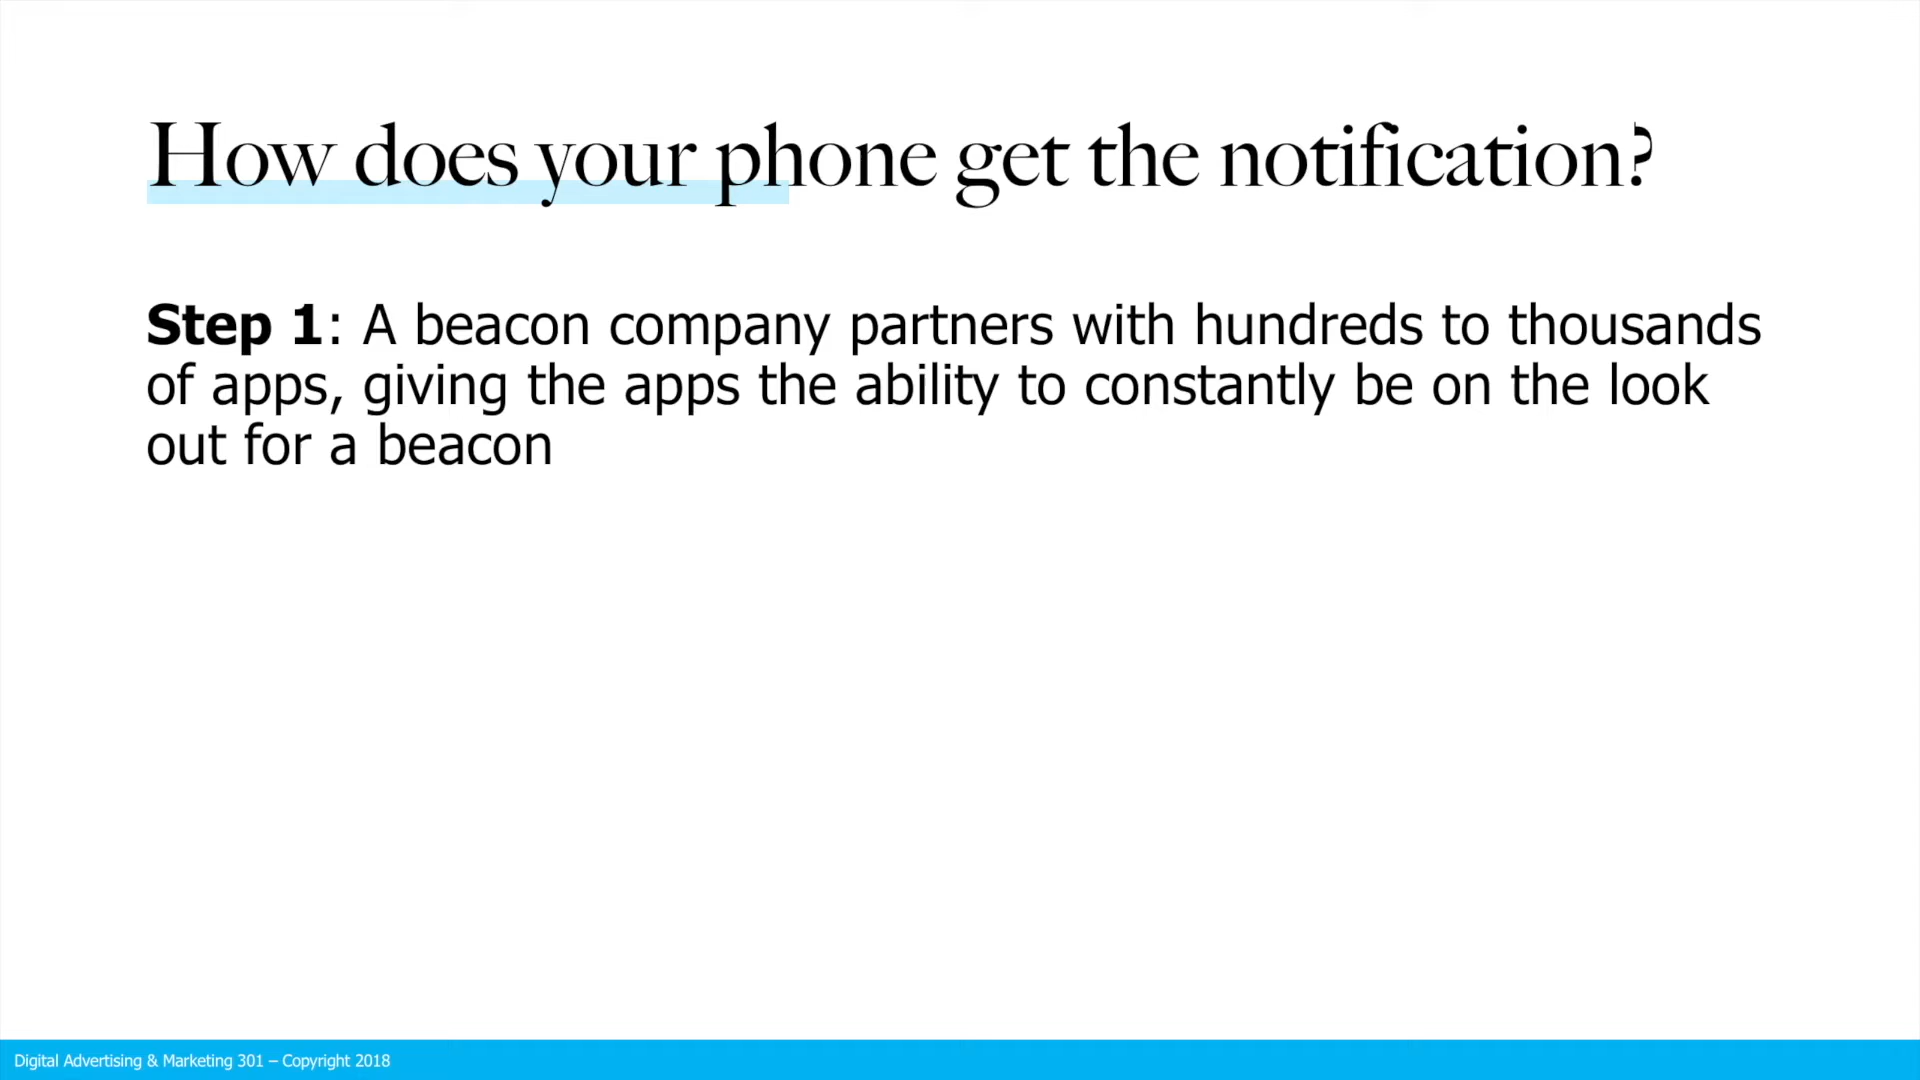 How does your phone get the notification?
Step 1: A beacon company partners with hundreds to thousands
of apps, giving the apps the ability to constantly be on the look
out for a beacon
Digital Advertising & Marketing 301 – Copyright 2018